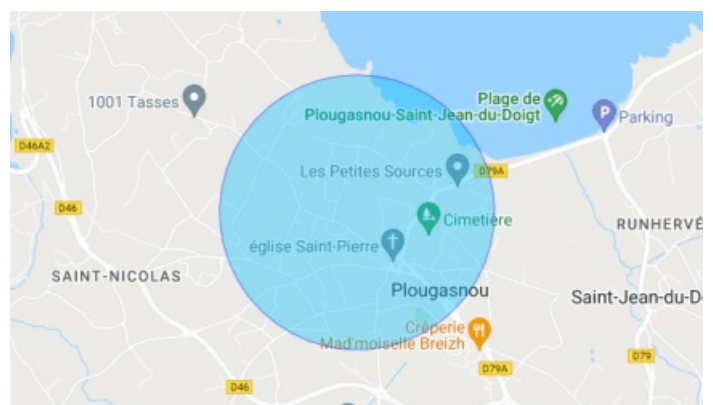 1001 Tasses
Plage de
Plougasnou-Saint-Jean-du-Doigt
Parking
D46A2
Les Petites Sources
D79A
D46
Cimetière
RUNHERVÉ
église Saint-Pierre
SAINT-NICOLAS
Plougasnou
Saint-Jean-du-D
Crêperie
Mad'moiselle Breizh
D79
D79A
D46